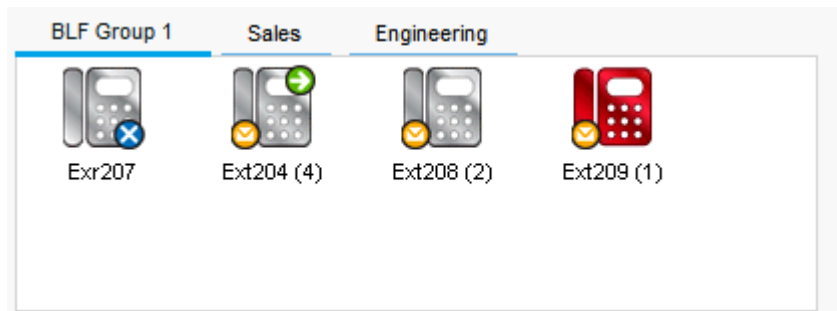 BLF Group 1 Sales Engineering
Exr207 Ext204 (4) Ext208 (2) Ext209 (1)